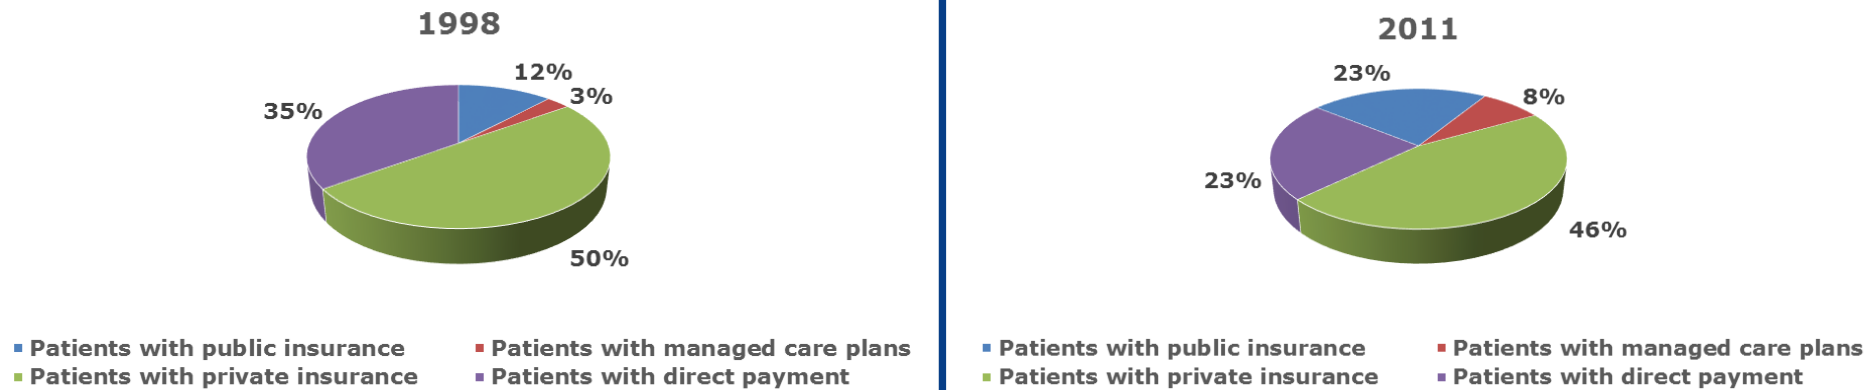 1998
12%
3%
35%
50%
Patients with public insurance
Patients with managed care plans
Patients with private insurance
Patients with direct payment
2011
23%
8%
23%
46%
Patients with public insurance
Patients with managed care plans
Patients with private insurance
Patients with direct payment